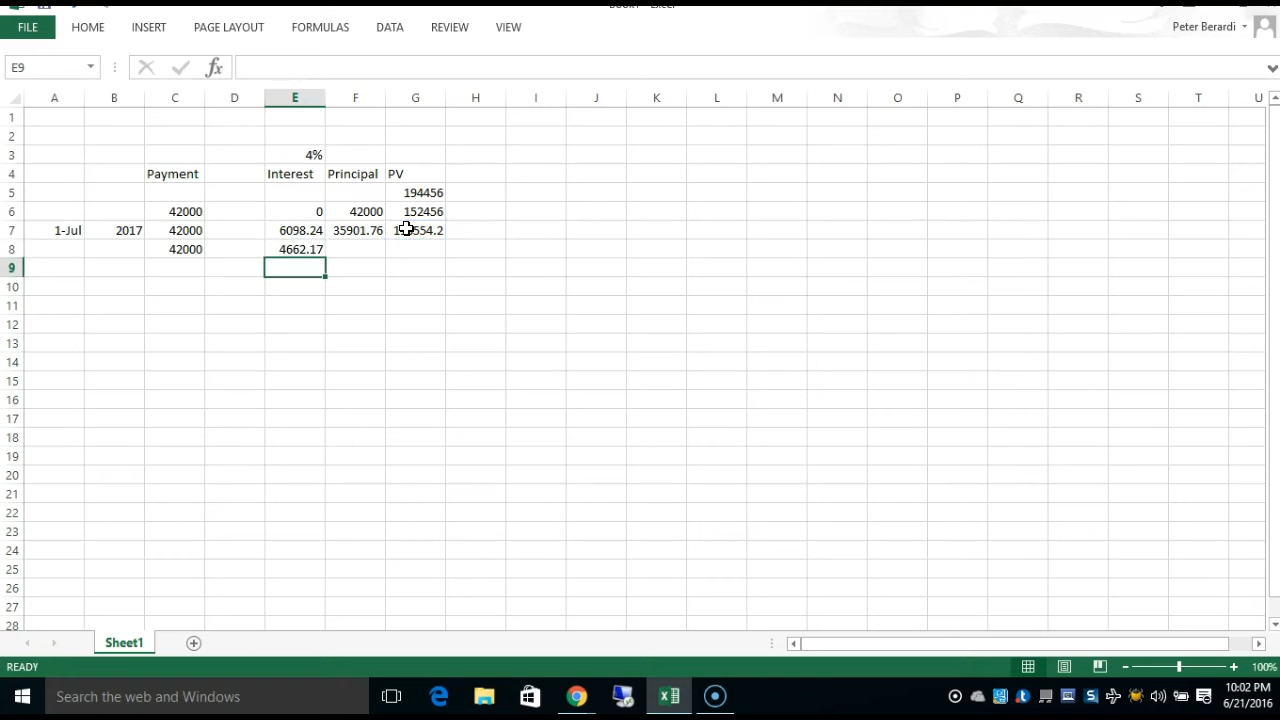 FILE HOME INSERT PAGE LAYOUT FORMULAS DATA REVIEW VIEW Peter Berardi
E9 fx
A B C D E F G H I J K L M N O P Q R S T U
1
2
3 4%
4 Payment Interest Principal PV
5 194456
6 42000 0 42000 152456
7 1-Jul 2017 42000 6098.24 35901.76
8 42000 4662.17
9
10
11
12
13
14
15
16
17
18
19
20
21
22
23
24
25
26
27
28
Sheet1
READY 100%
Search the web and Windows 10:02 PM
6/21/2016